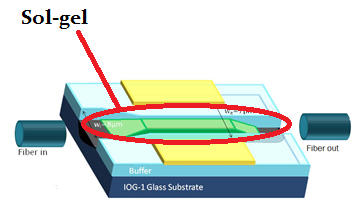 Sol-gel
Fiber in
Fiber out
Buffer
IOG-1 Glass Substrate